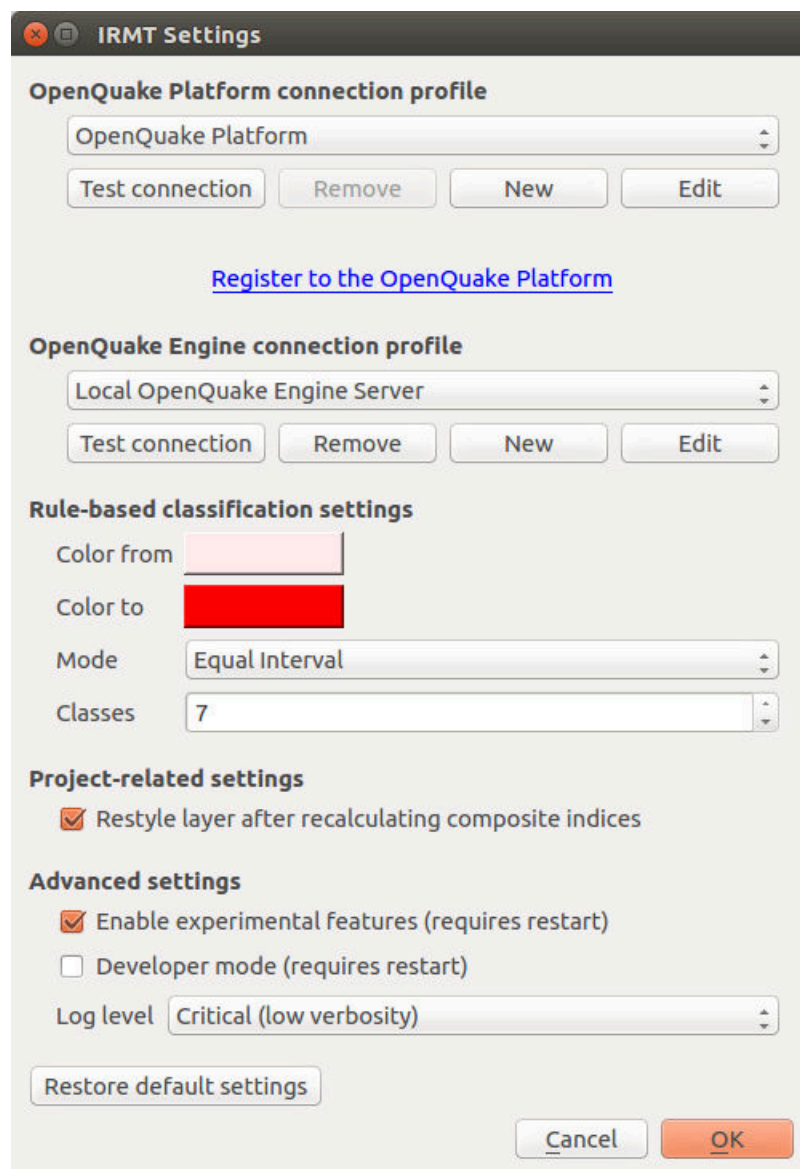 IRMT Settings
OpenQuake Platform connection profile
OpenQuake Platform
Test connection Remove New Edit
Register to the OpenQuake Platform
OpenQuake Engine connection profile
Local OpenQuake Engine Server
Test connection Remove New Edit
Rule-based classification settings
Color from
Color to
Mode Equal Interval
Classes 7
Project-related settings
Restyle layer after recalculating composite indices
Advanced settings
Enable experimental features (requires restart)
Developer mode (requires restart)
Log level Critical (low verbosity)
Restore default settings
Cancel OK